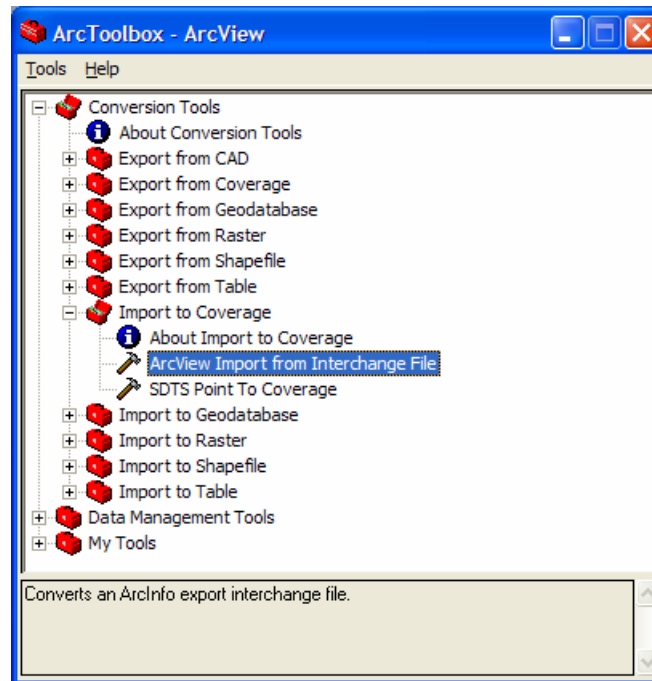 ArcToolbox - ArcView
Tools Help
Conversion Tools
About Conversion Tools
Export from CAD
Export from Coverage
Export from Geodatabase
Export from Raster
Export from Shapefile
Export from Table
Import to Coverage
About Import to Coverage
ArcView Import from Interchange File
SDTS Point To Coverage
Import to Geodatabase
Import to Raster
Import to Shapefile
Import to Table
Data Management Tools
My Tools
Converts an ArcInfo export interchange file.